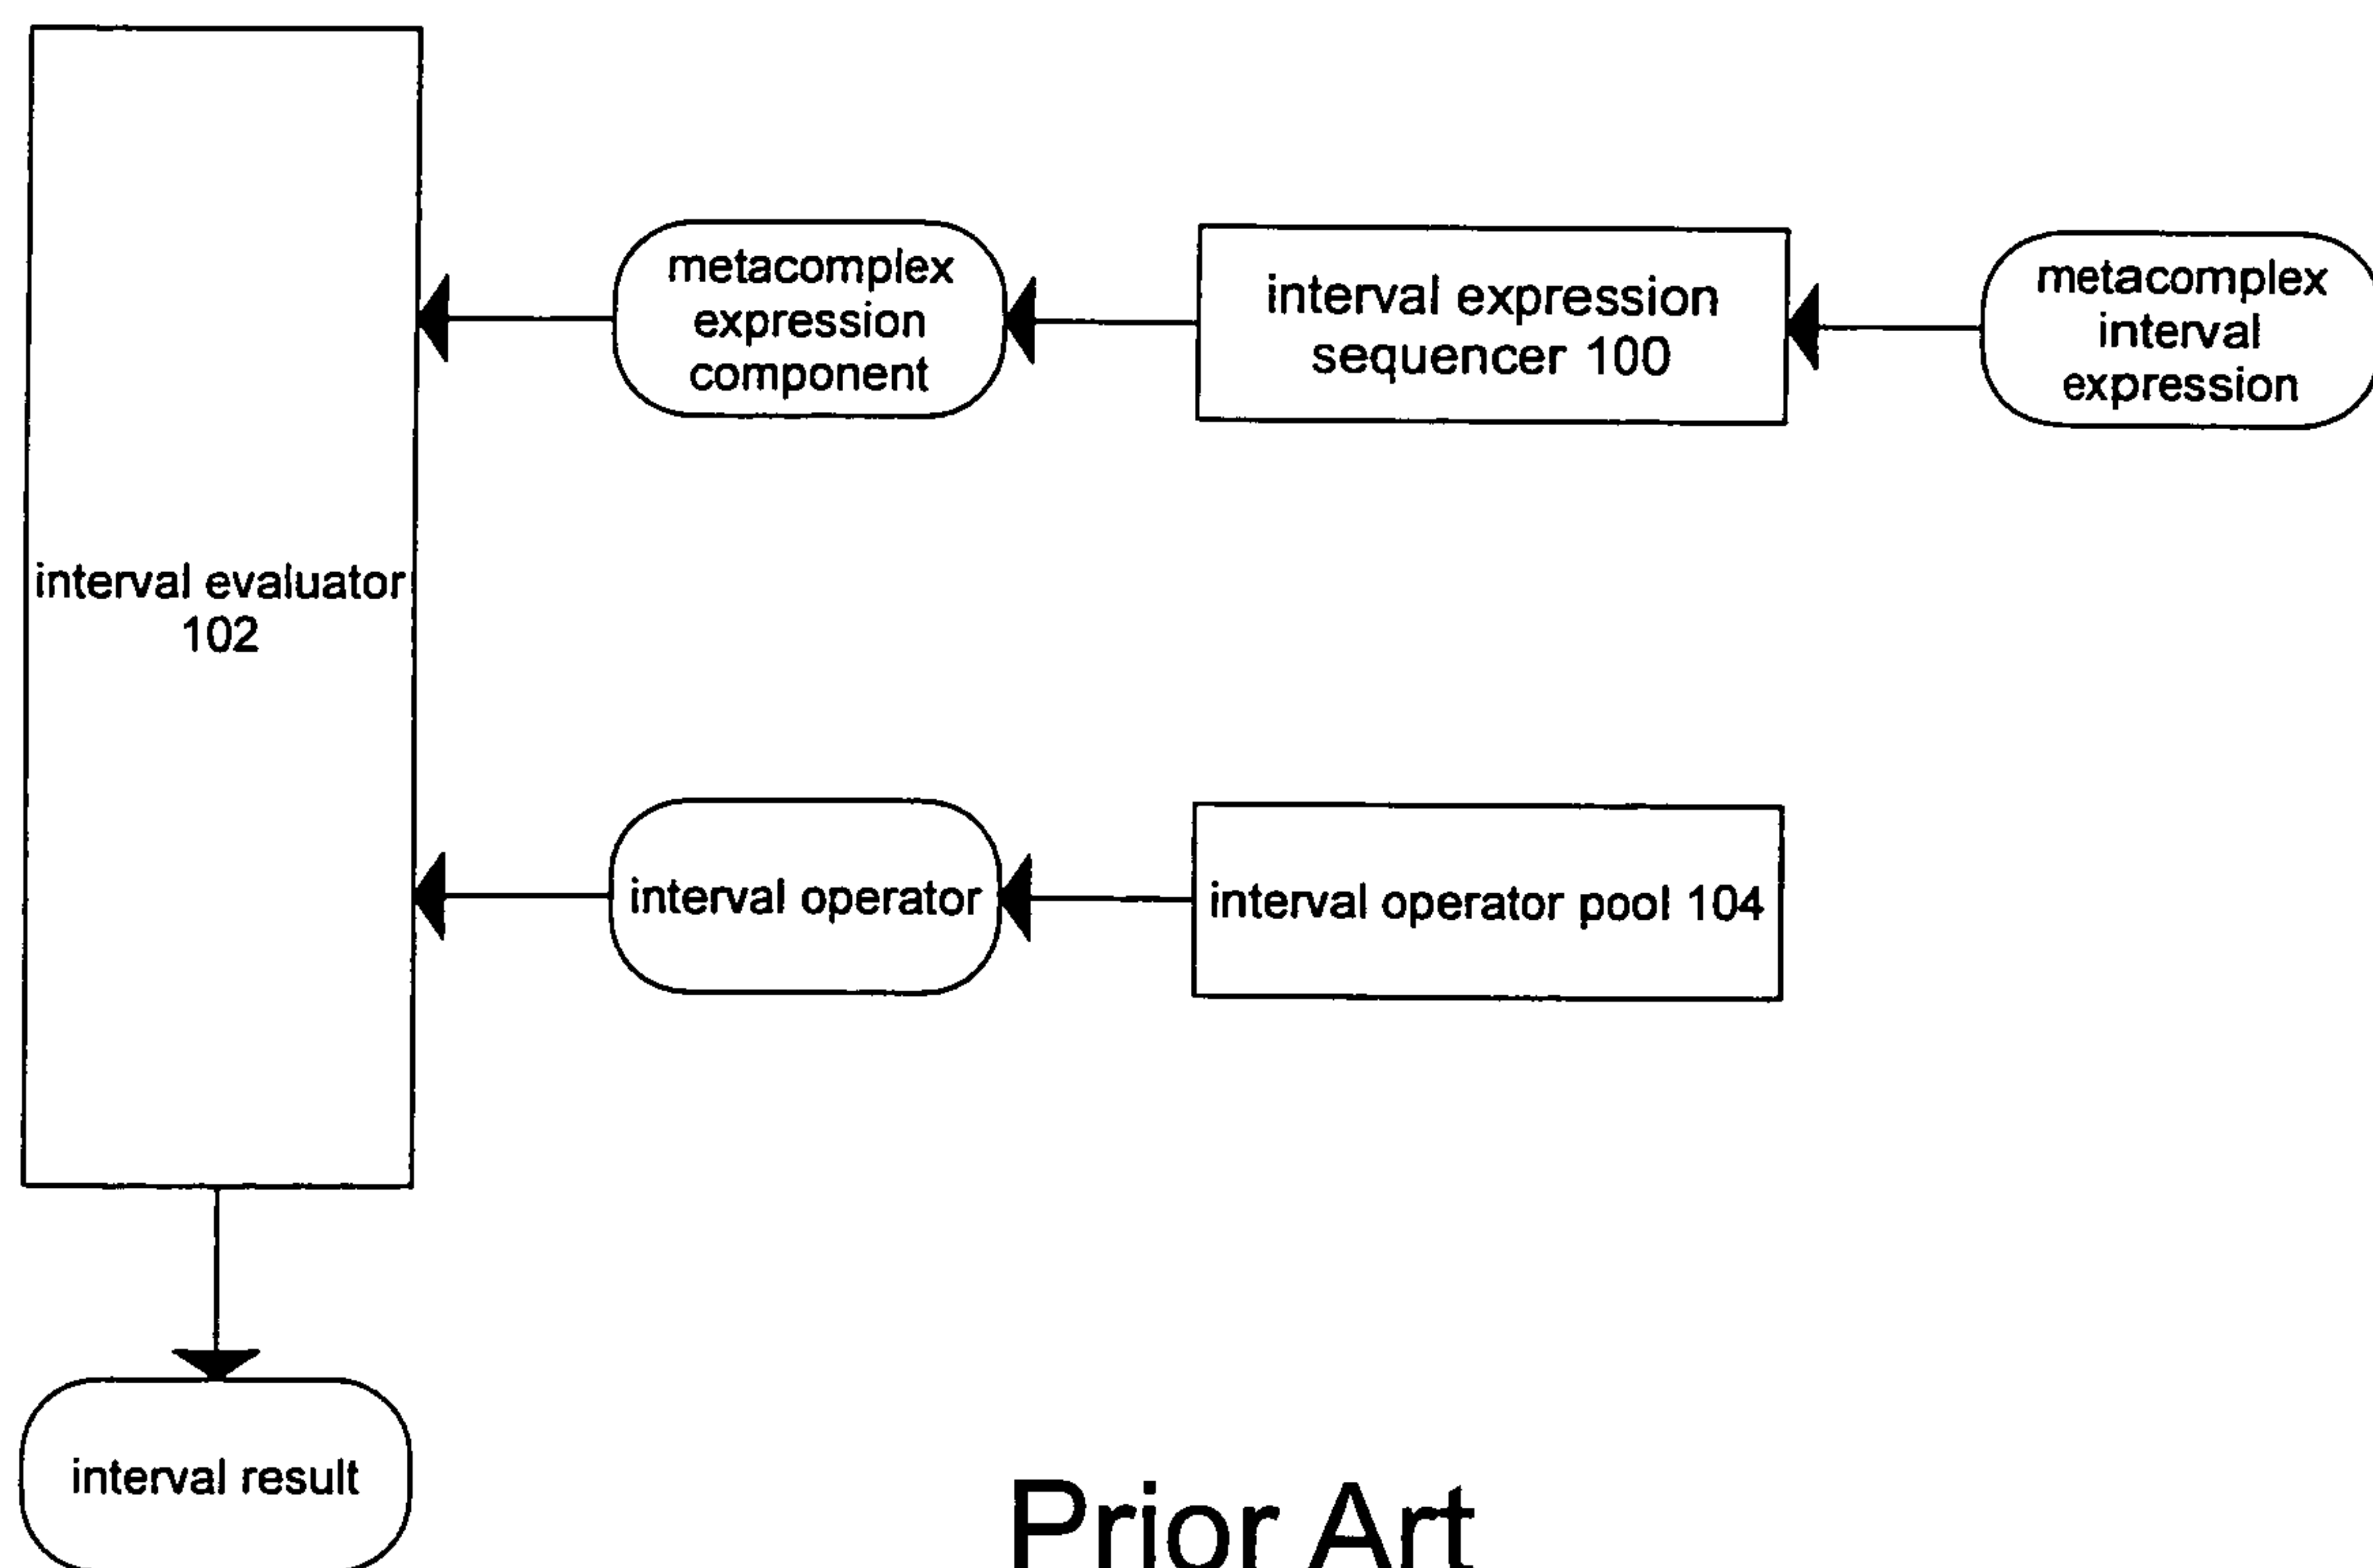 metacomplex
expression
component
interval expression
sequencer 100
metacomplex
interval
expression
interval evaluator
102
interval operator
interval operator pool 104
interval result
Prior Art